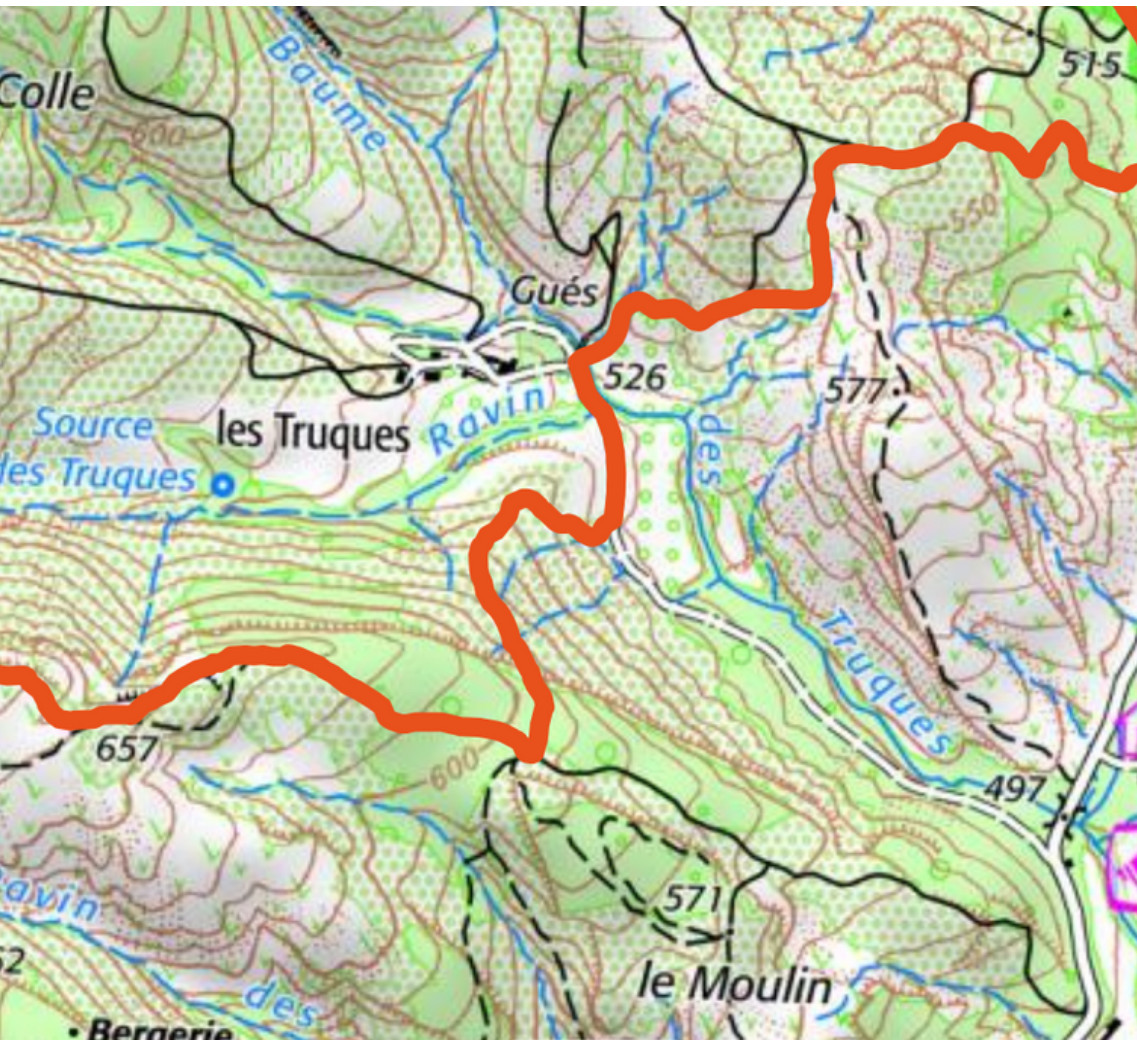 515
Colle
Baume
600
550
Gués
526
577
Source
des Truques
les Truques
Ravin
des
Truques
657
600
497
571
Ravin
des
le Moulin
• Bergerie